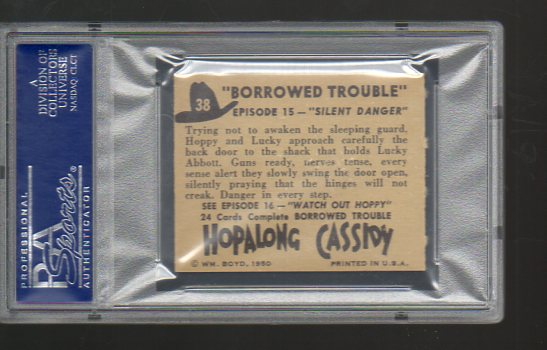 A
DIVISION OF
COLLECTORS
UNIVERSE
NASDAQ: CLCT
PROFESSIONAL
PSA
Sports
®
AUTHENTICATOR
38
"BORROWED TROUBLE"
EPISODE 15 — "SILENT DANGER"
Trying not to awaken the sleeping guard,
Hoppy and Lucky approach carefully the
back door to the shack that holds Lucky
Abbott. Guns ready, nerves tense, every
sense alert they slowly swing the door open,
silently praying that the hinges will not
creak. Danger in every step.
SEE EPISODE 16 — "WATCH OUT HOPPY"
24 Cards Complete BORROWED TROUBLE
HOPALONG CASSIDY
© WM. BOYD, 1950 PRINTED IN U.S.A.